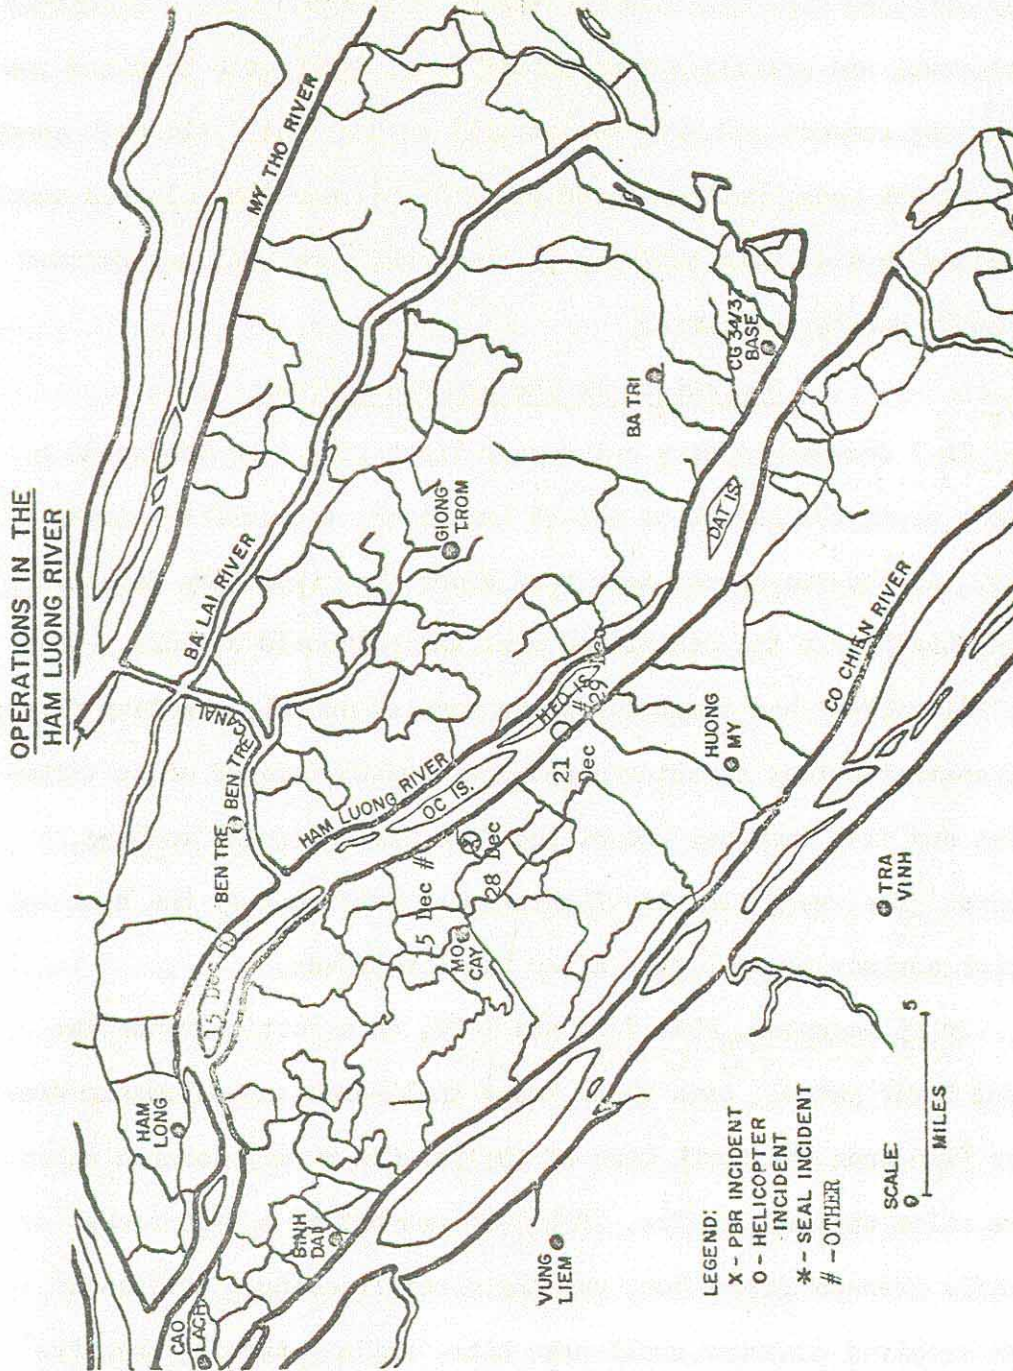 OPERATIONS IN THE
HAM LUONG RIVER
MY THO RIVER
BA LAI RIVER
BEN TRE CANAL
BEN TRE
HAM LUONG RIVER
GIONG
TROM
BA TRI
CG 34/37
BASE
DAT IS.
HEO IS.
OC IS.
CO CHIEN RIVER
15 Dec
15 Dec #
28 Dec
21
Dec
# 29
MO
CAY
HUONG
MY
TRA
VINH
HAM
LONG
BINH
DAI
CAO
LACH
VUNG
LIEM
LEGEND:
X - PBR INCIDENT
O - HELICOPTER
INCIDENT
* - SEAL INCIDENT
# - OTHER
SCALE
0 5
MILES